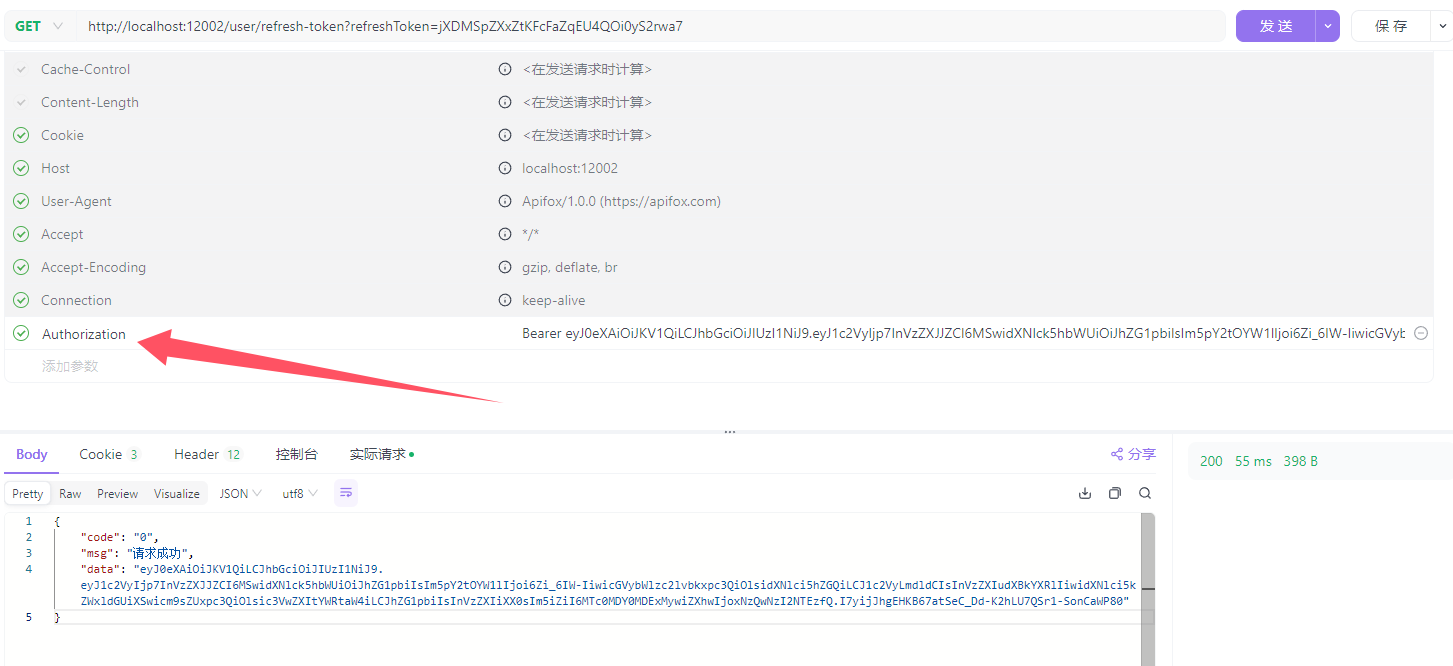 GET http://localhost:12002/user/refresh-token?refreshToken=jXDMSpZXxZtKFcFaZqEU4QOi0yS2rwa7 发 送 保 存
Cache-Control <在发送请求时计算>
Content-Length <在发送请求时计算>
Cookie <在发送请求时计算>
Host localhost:12002
User-Agent Apifox/1.0.0 (https://apifox.com)
Accept */*
Accept-Encoding gzip, deflate, br
Connection keep-alive
Authorization Bearer eyJ0eXAiOiJKV1QiLCJhbGciOiJIUzI1NiJ9.eyJ1c2VyIjp7InVzZXJJZCI6MSwidXNlck5hbWUiOiJhZG1pbiIsIm5pY2tOYW1lIjoi6Zi_6IW-IiwicGVyb
添加参数
Body Cookie 3 Header 12 控制台 实际请求 分享
200 55 ms 398 B
Pretty Raw Preview Visualize JSON utf8
1 {
2 "code": "0",
3 "msg": "请求成功",
4 "data": "eyJ0eXAiOiJKV1QiLCJhbGciOiJIUzI1NiJ9.
eyJ1c2VyIjp7InVzZXJJZCI6MSwidXNlck5hbWUiOiJhZG1pbiIsIm5pY2tOYW1lIjoi6Zi_6IW-IiwicGVybWlzc2lvbkxpc3QiOlsidXNlci5hZGQiLCJ1c2VyLmdldCIsInVzZXIudXBkYXRlIiwidXNlci5k
ZWxldGUiXSwicm9sZUxpc3QiOlsic3VwZXItYWRtaW4iLCJhZG1pbiIsInVzZXIiXX0sIm5iZiI6MTc0MDY0MDExMywiZXhwIjoxNzQwNzI2NTEzfQ.I7yijJhgEHKB67atSeC_Dd-K2hLU7QSr1-SonCaWP80"
5 }